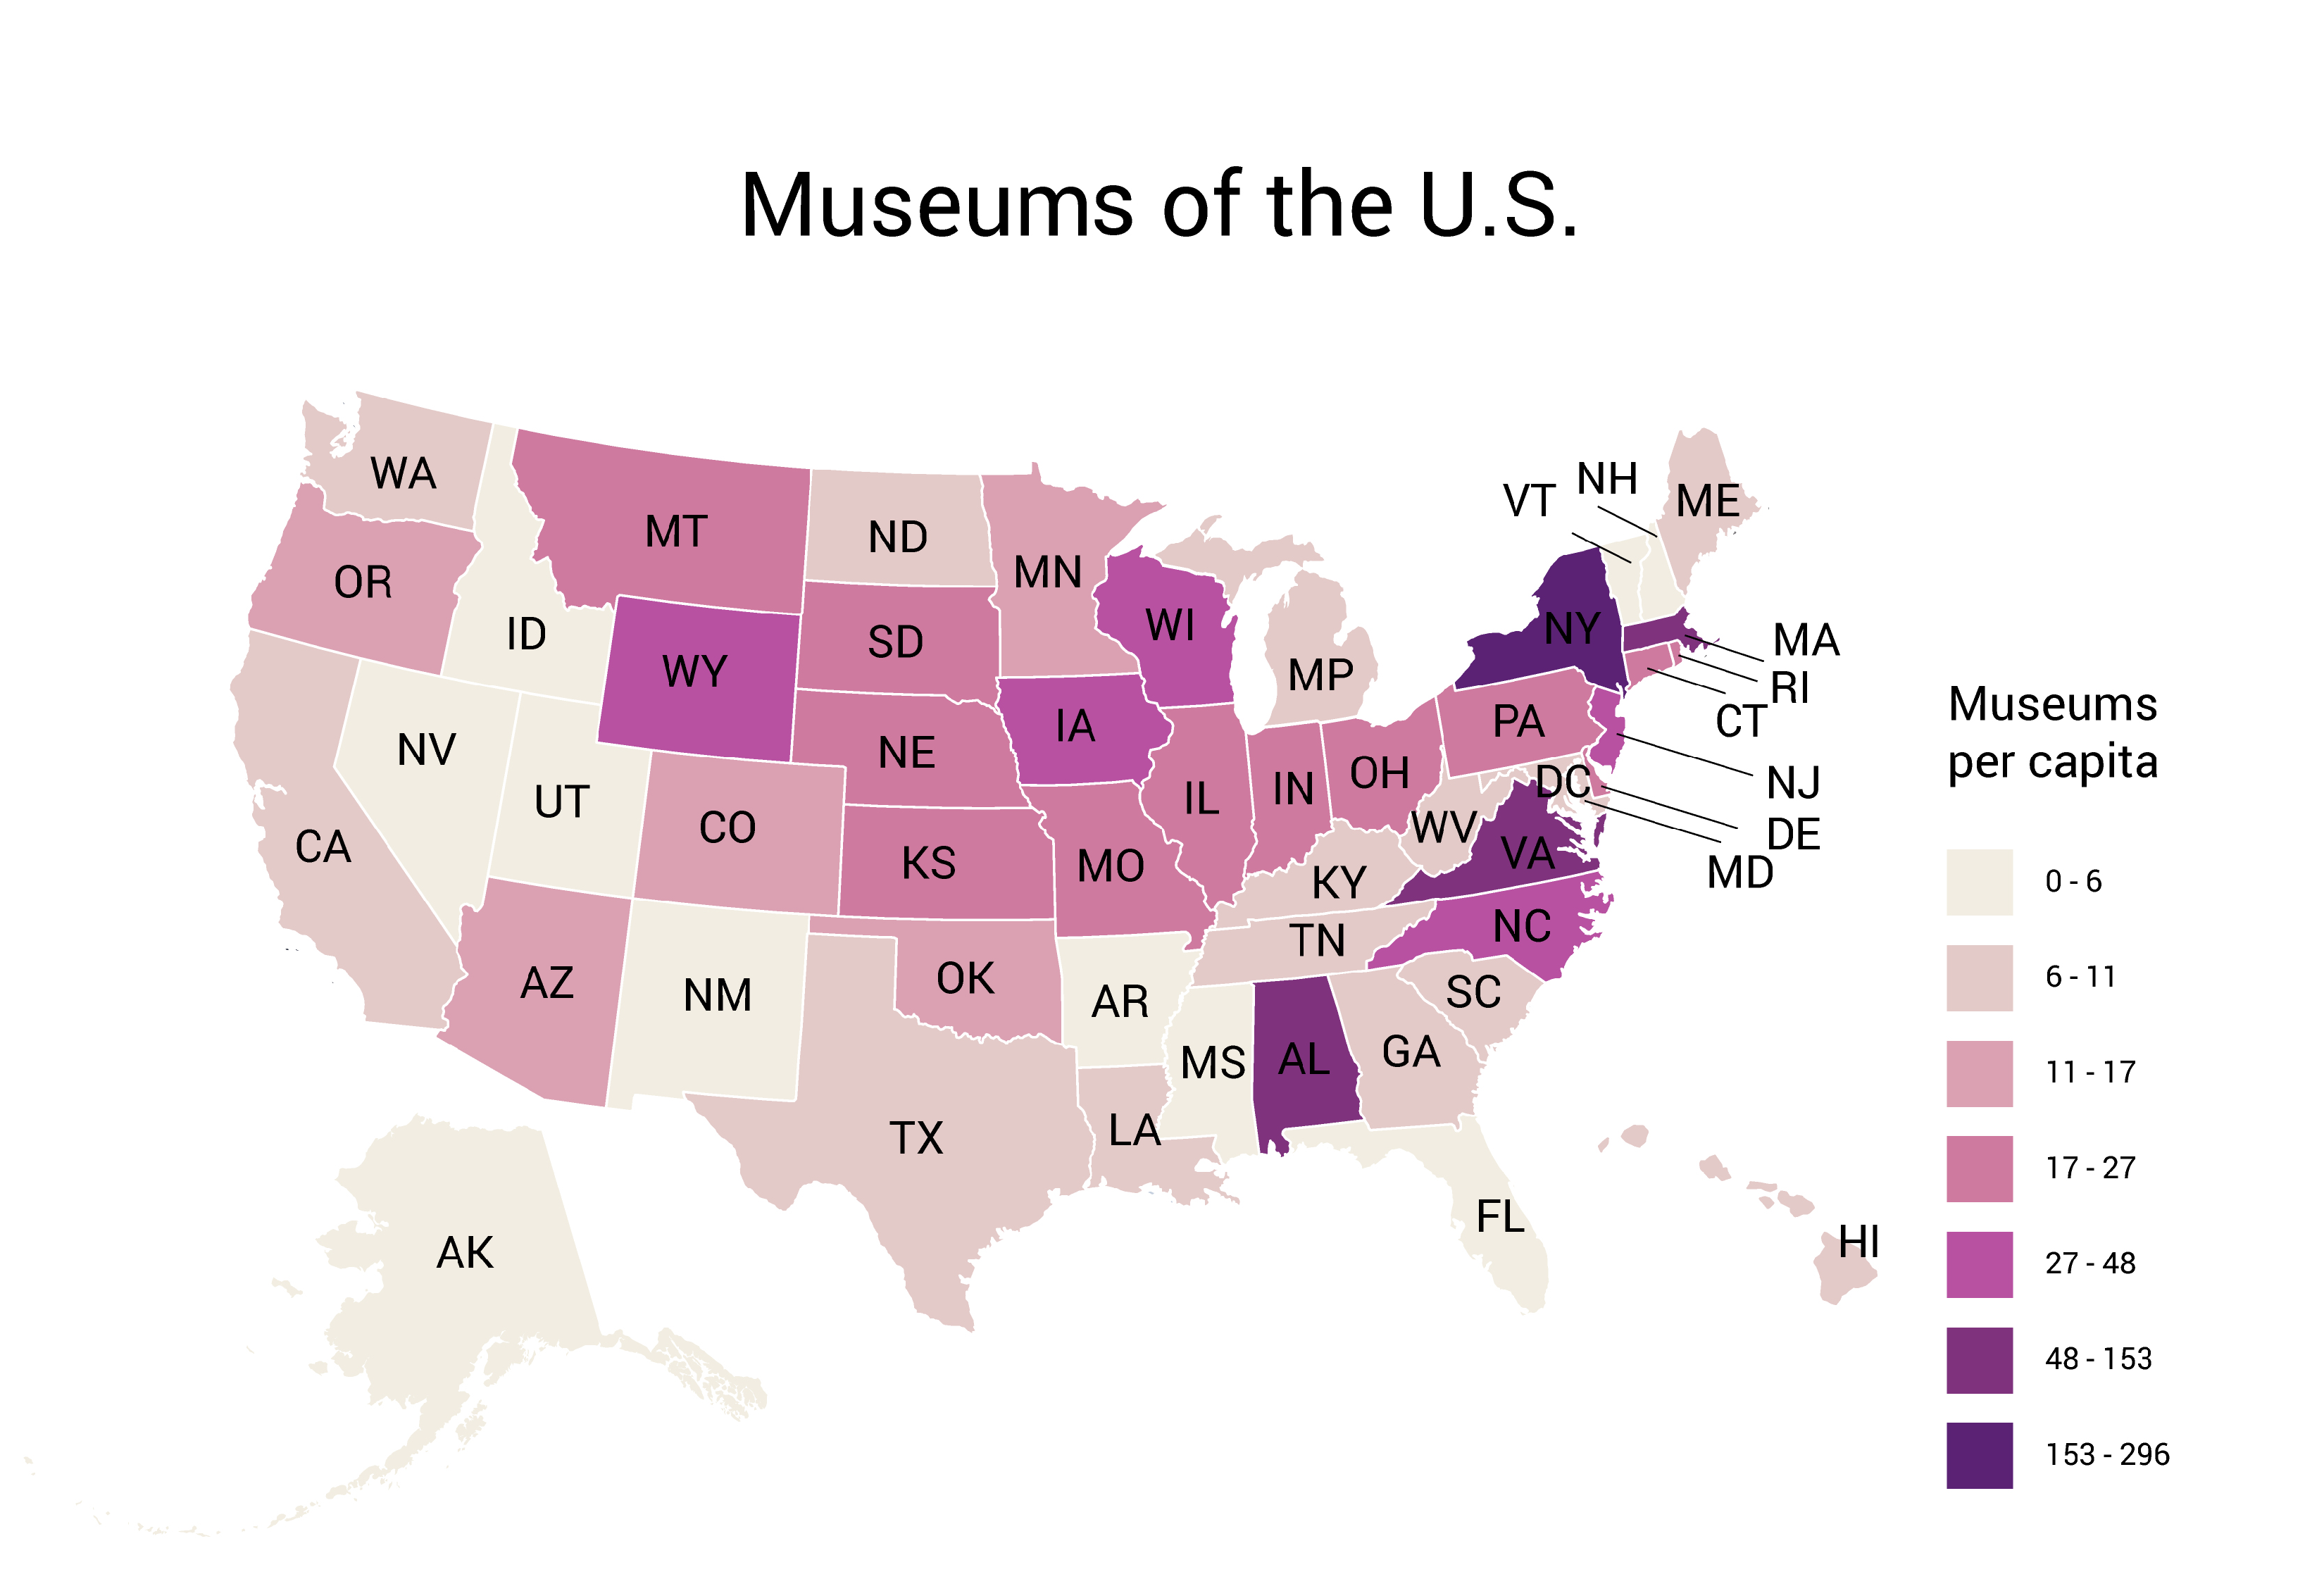 Museums of the U.S.
WA
OR
CA
ID
NV
UT
AZ
MT
WY
CO
NM
ND
SD
NE
KS
OK
TX
MN
IA
MO
AR
LA
WI
IL
MP
IN
OH
KY
TN
MS
AL
GA
FL
SC
NC
VA
WV
DC
PA
NY
VT
NH
ME
MA
RI
CT
NJ
DE
MD
AK
HI
Museums
per capita
0 - 6
6 - 11
11 - 17
17 - 27
27 - 48
48 - 153
153 - 296